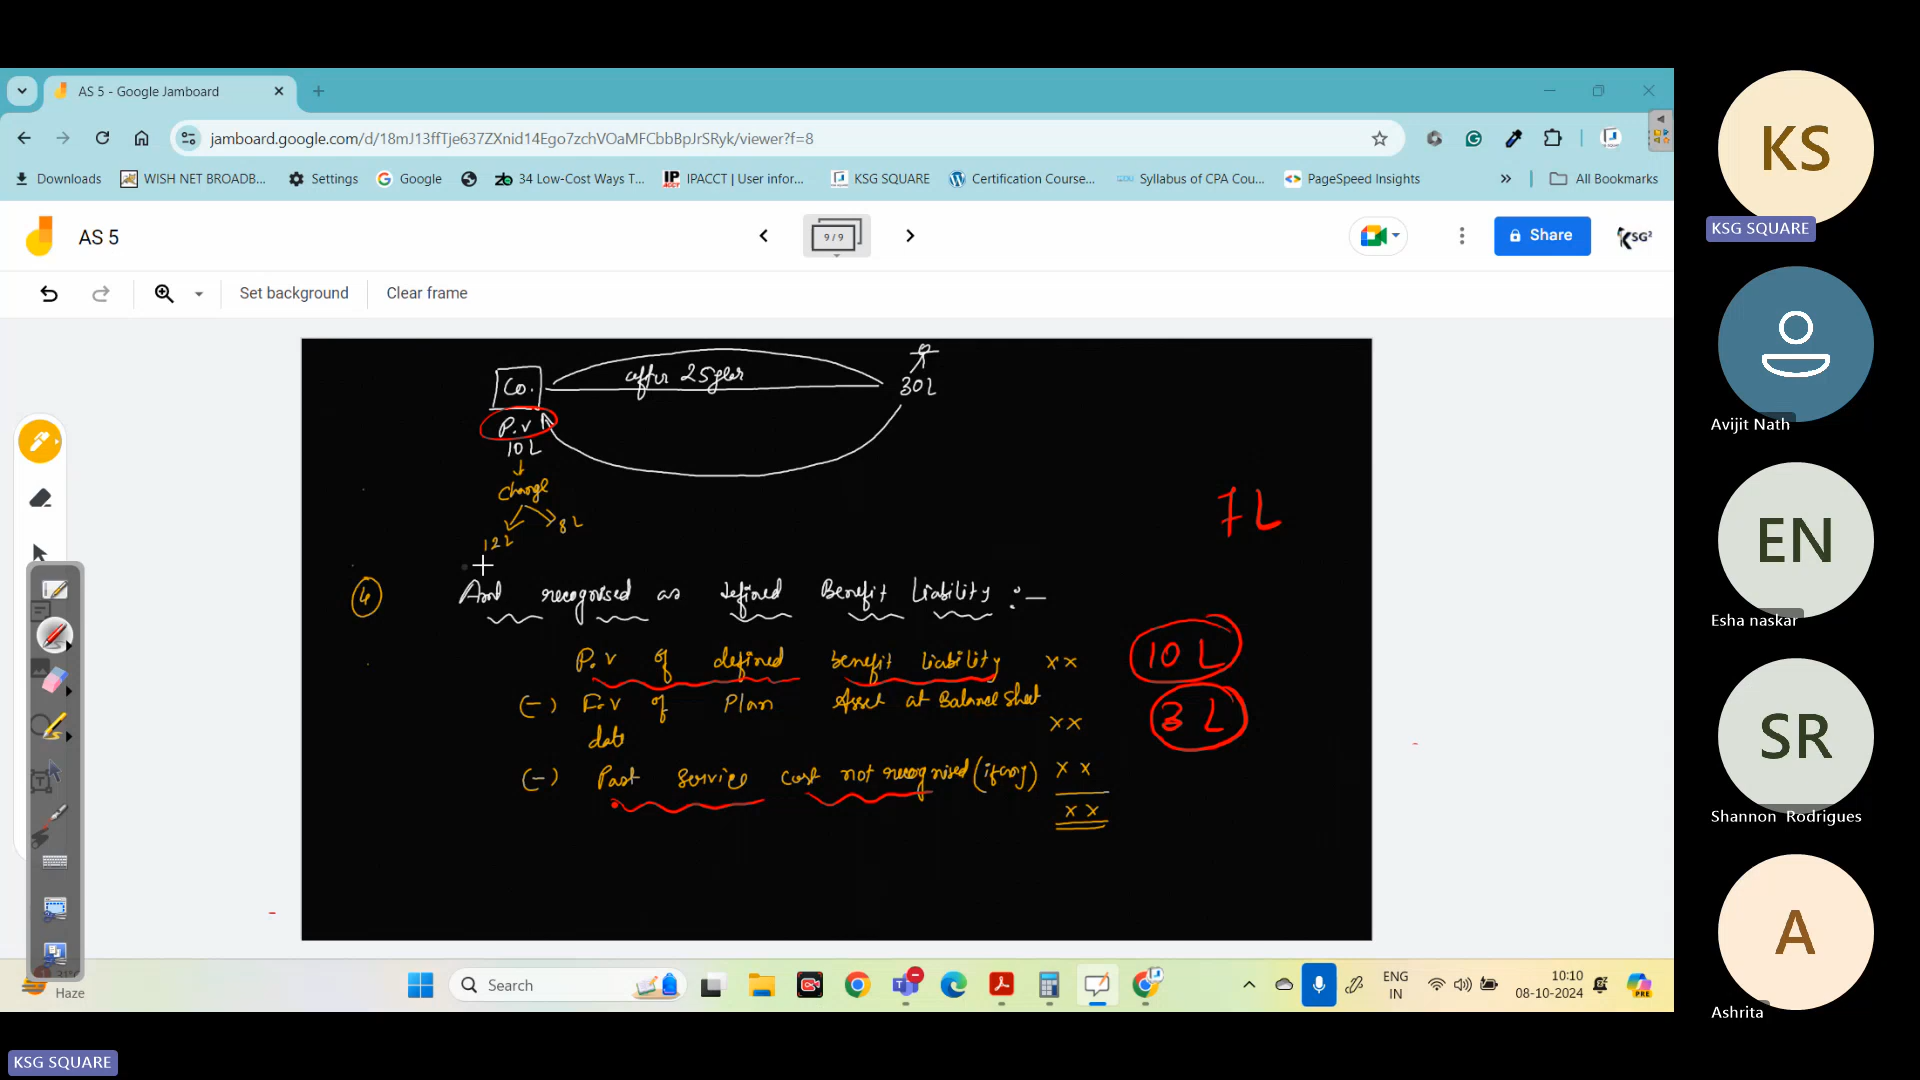 AS 5 - Google Jamboard
jamboard.google.com/d/18mJ13ffTje637ZXnid14Ego7zchVOaMFCbbBpJrSRyk/viewer?f=8
Downloads WISH NET BROADB... Settings Google 34 Low-Cost Ways T... IPACCT | User infor... KSG SQUARE Certification Course... Syllabus of CPA Cou... PageSpeed Insights » All Bookmarks
AS 5
9 / 9
Share
KSG²
Set background Clear frame
Co. after 25 year 30L
P.v
10 L
change
12L 8L
7L
4 Amt recognised as defined Benefit Liability :-
P.v of defined benefit liability xx 10 L
(-) F.v of Plan Asset at Balance sheet
date xx 3 L
(-) Past service cost not recognised (if any) xx
xx
31°C
Haze
Search
ENG
IN
10:10
08-10-2024
PRE
KS
KSG SQUARE
Avijit Nath
EN
Esha naskar
SR
Shannon Rodrigues
A
Ashrita
KSG SQUARE